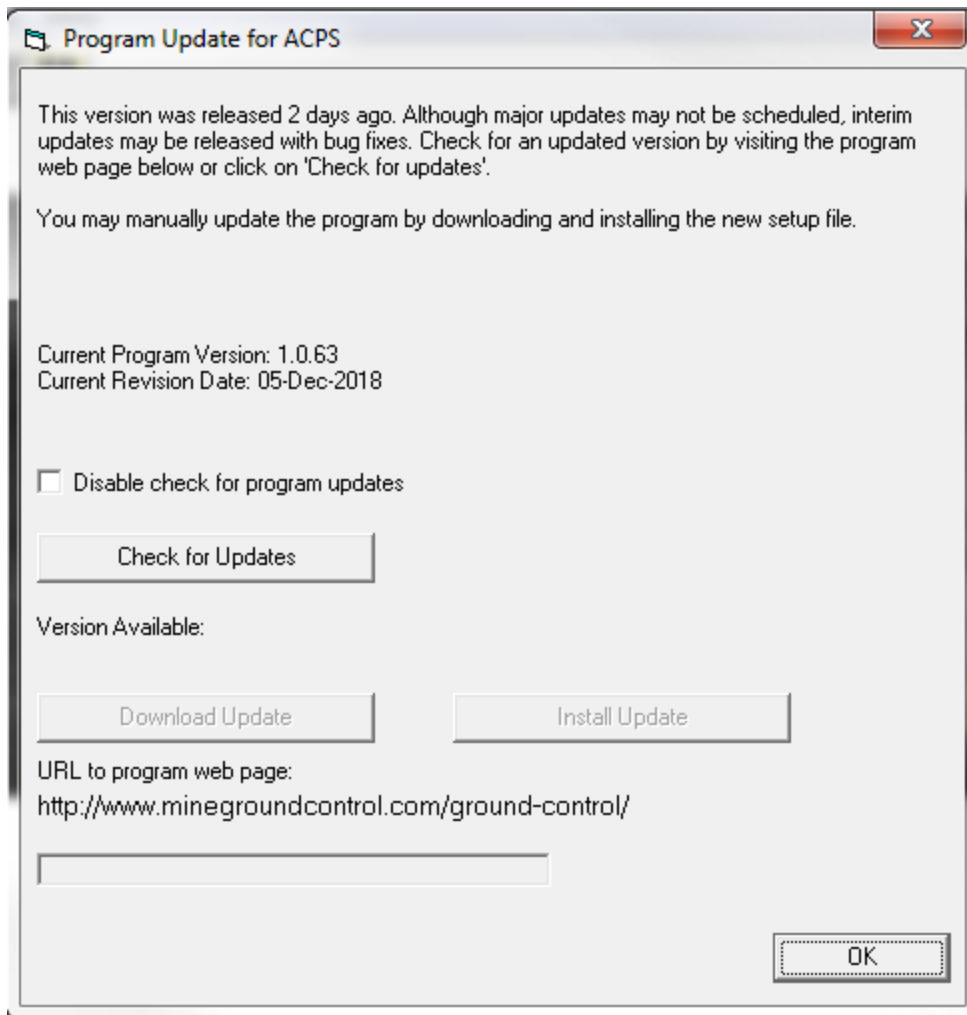 Program Update for ACPS
This version was released 2 days ago. Although major updates may not be scheduled, interim
updates may be released with bug fixes. Check for an updated version by visiting the program
web page below or click on 'Check for updates'.
You may manually update the program by downloading and installing the new setup file.
Current Program Version: 1.0.63
Current Revision Date: 05-Dec-2018
Disable check for program updates
Check for Updates
Version Available:
Download Update Install Update
URL to program web page:
http://www.minegroundcontrol.com/ground-control/
OK